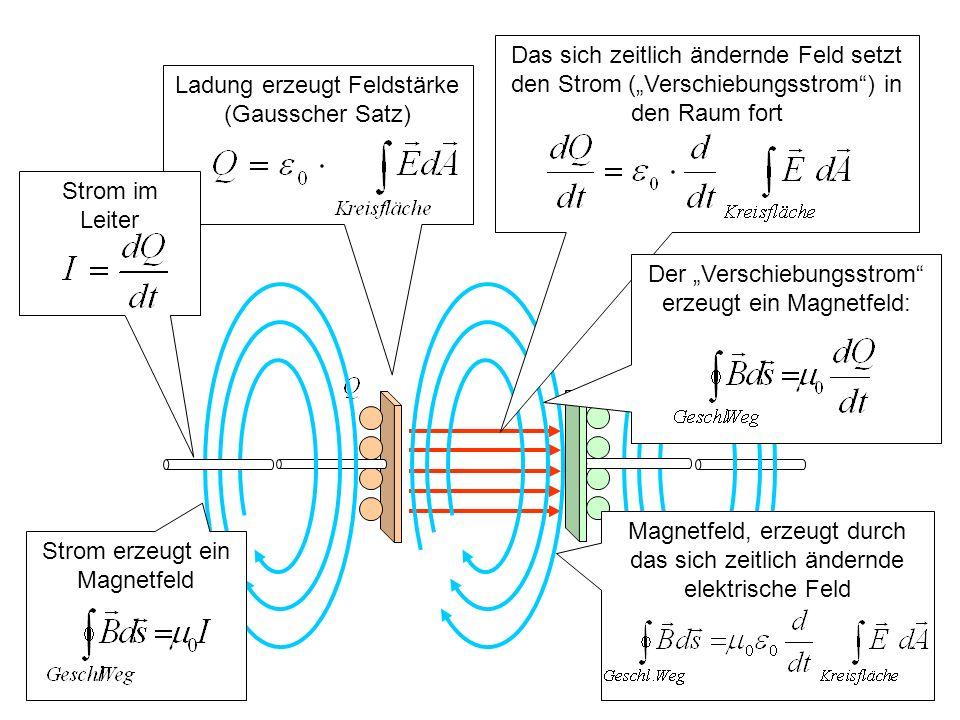 Das sich zeitlich ändernde Feld setzt
den Strom („Verschiebungsstrom“) in
den Raum fort
dQ/dt = ε₀ · d/dt ∫ E⃗ dA⃗
Kreisfläche
Ladung erzeugt Feldstärke
(Gausscher Satz)
Q = ε₀ · ∫ E⃗dA⃗
Kreisfläche
Strom im
Leiter
I = dQ/dt
Der „Verschiebungsstrom“
erzeugt ein Magnetfeld:
∮ B⃗ds⃗ = μ₀ dQ/dt
Geschl.Weg
Q
Strom erzeugt ein
Magnetfeld
∮ B⃗ds⃗ = μ₀I
Geschl.Weg
Magnetfeld, erzeugt durch
das sich zeitlich ändernde
elektrische Feld
∮ B⃗ds⃗ = μ₀ε₀ d/dt ∫ E⃗ dA⃗
Geschl.Weg Kreisfläche